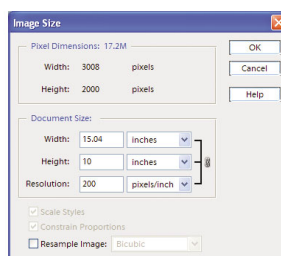 Image Size
Pixel Dimensions: 17.2M
Width: 3008 pixels
Height: 2000 pixels
OK
Cancel
Help
Document Size:
Width: 15.04 inches
Height: 10 inches
Resolution: 200 pixels/inch
Scale Styles
Constrain Proportions
Resample Image: Bicubic